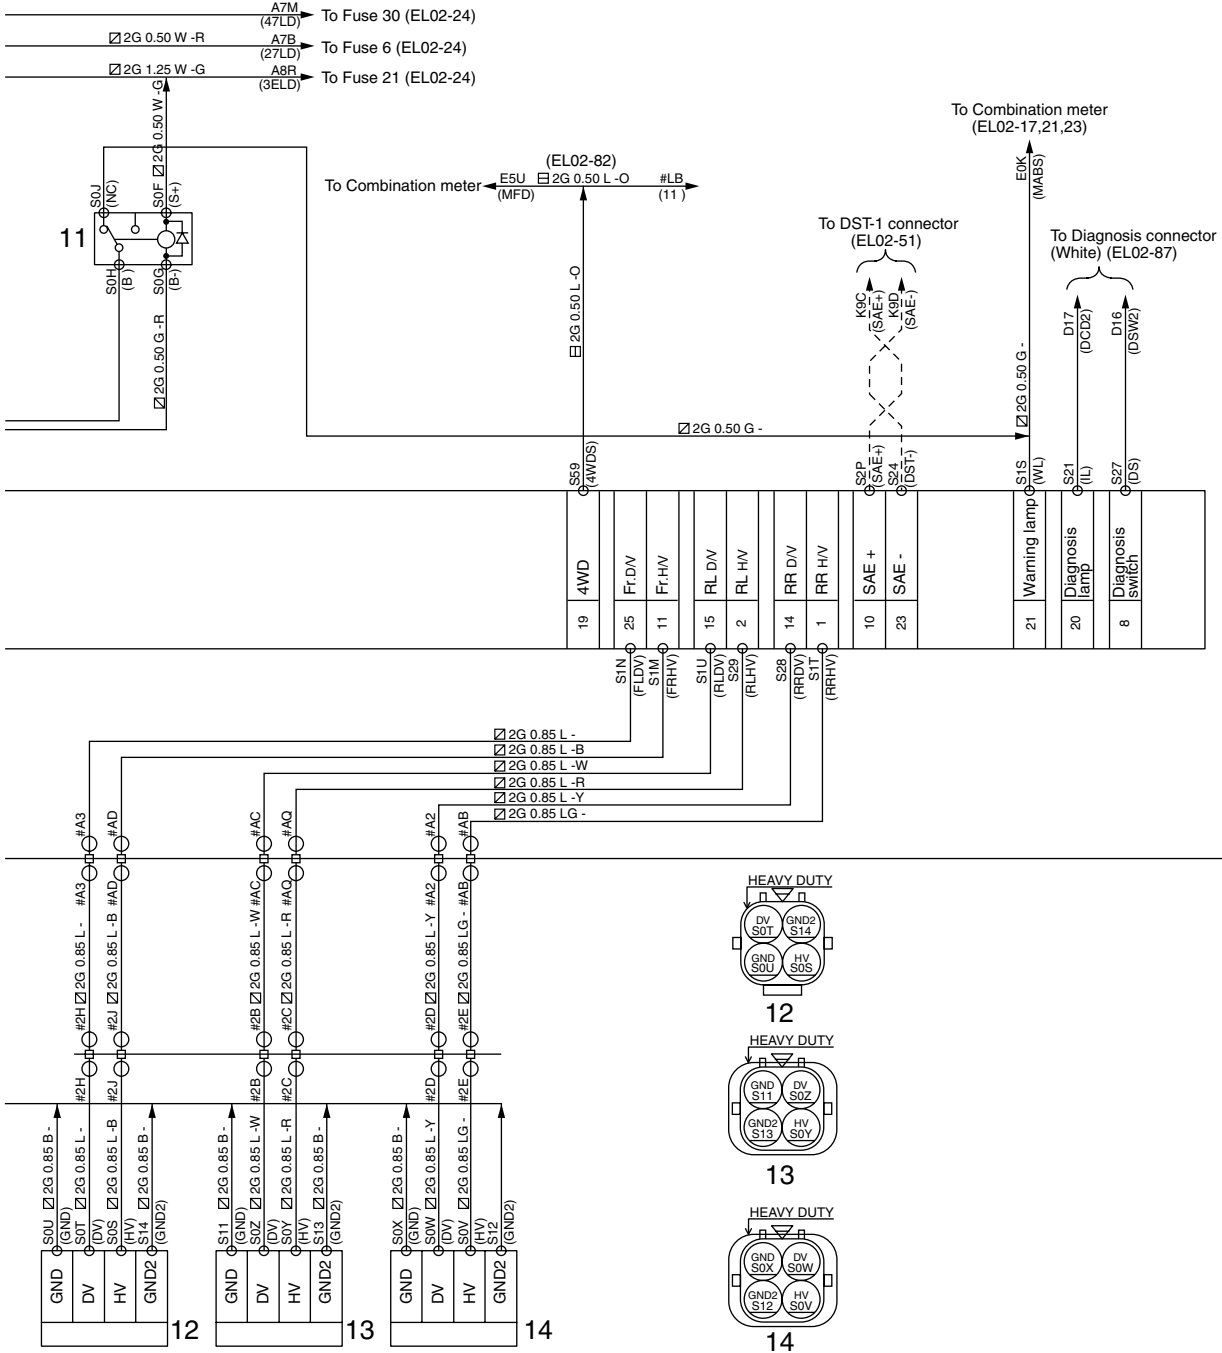 A7M
(47LD)
To Fuse 30 (EL02-24)
2G 0.50 W -R
A7B
(27LD)
To Fuse 6 (EL02-24)
2G 1.25 W -G
A8R
(3ELD)
To Fuse 21 (EL02-24)
2G 0.50 W -G
S0J
(NC)
S0F
(S+)
11
S0H
(B )
S0G
(B-)
2G 0.50 G -R
(EL02-82)
To Combination meter
E5U
(MFD)
2G 0.50 L -O
#LB
(11 )
2G 0.50 L -O
To DST-1 connector
(EL02-51)
K9C
(SAE+)
K9D
(SAE-)
To Combination meter
(EL02-17,21,23)
E0K
(MABS)
To Diagnosis connector
(White) (EL02-87)
D17
(DCD2)
D16
(DSW2)
2G 0.50 G -
2G 0.50 G -
S59
(4WDS)
S2P
(SAE+)
S24
(DST-)
S1S
(WL)
S21
(IL)
S27
(DS)
4WD
Fr.D/V
Fr.H/V
RL D/V
RL H/V
RR D/V
RR H/V
SAE +
SAE -
Warning lamp
Diagnosis
lamp
Diagnosis
switch
19
25
11
15
2
14
1
10
23
21
20
8
S1N
(FLDV)
S1M
(FRHV)
S1U
(RLDV)
S29
(RLHV)
S28
(RRDV)
S1T
(RRHV)
2G 0.85 L -
2G 0.85 L -B
2G 0.85 L -W
2G 0.85 L -R
2G 0.85 L -Y
2G 0.85 LG -
#A3
#AD
#AC
#AQ
#A2
#AB
#2H 2G 0.85 L - #A3
#2J 2G 0.85 L -B #AD
#2B 2G 0.85 L -W #AC
#2C 2G 0.85 L -R #AQ
#2D 2G 0.85 L -Y #A2
#2E 2G 0.85 LG - #AB
#2H
#2J
#2B
#2C
#2D
#2E
S0U 2G 0.85 B -
(GND)
S0T 2G 0.85 L -
(DV)
S0S 2G 0.85 L -B
(HV)
S14 2G 0.85 B -
(GND2)
S11 2G 0.85 B -
(GND)
S0Z 2G 0.85 L -W
(DV)
S0Y 2G 0.85 L -R
(HV)
S13 2G 0.85 B -
(GND2)
S0X 2G 0.85 B -
(GND)
S0W 2G 0.85 L -Y
(DV)
S0V 2G 0.85 LG -
(HV)
S12
(GND2)
GND
DV
HV
GND2
12
GND
DV
HV
GND2
13
GND
DV
HV
GND2
14
HEAVY DUTY
DV
S0T
GND2
S14
GND
S0U
HV
S0S
12
HEAVY DUTY
GND
S11
DV
S0Z
GND2
S13
HV
S0Y
13
HEAVY DUTY
GND
S0X
DV
S0W
GND2
S12
HV
S0V
14